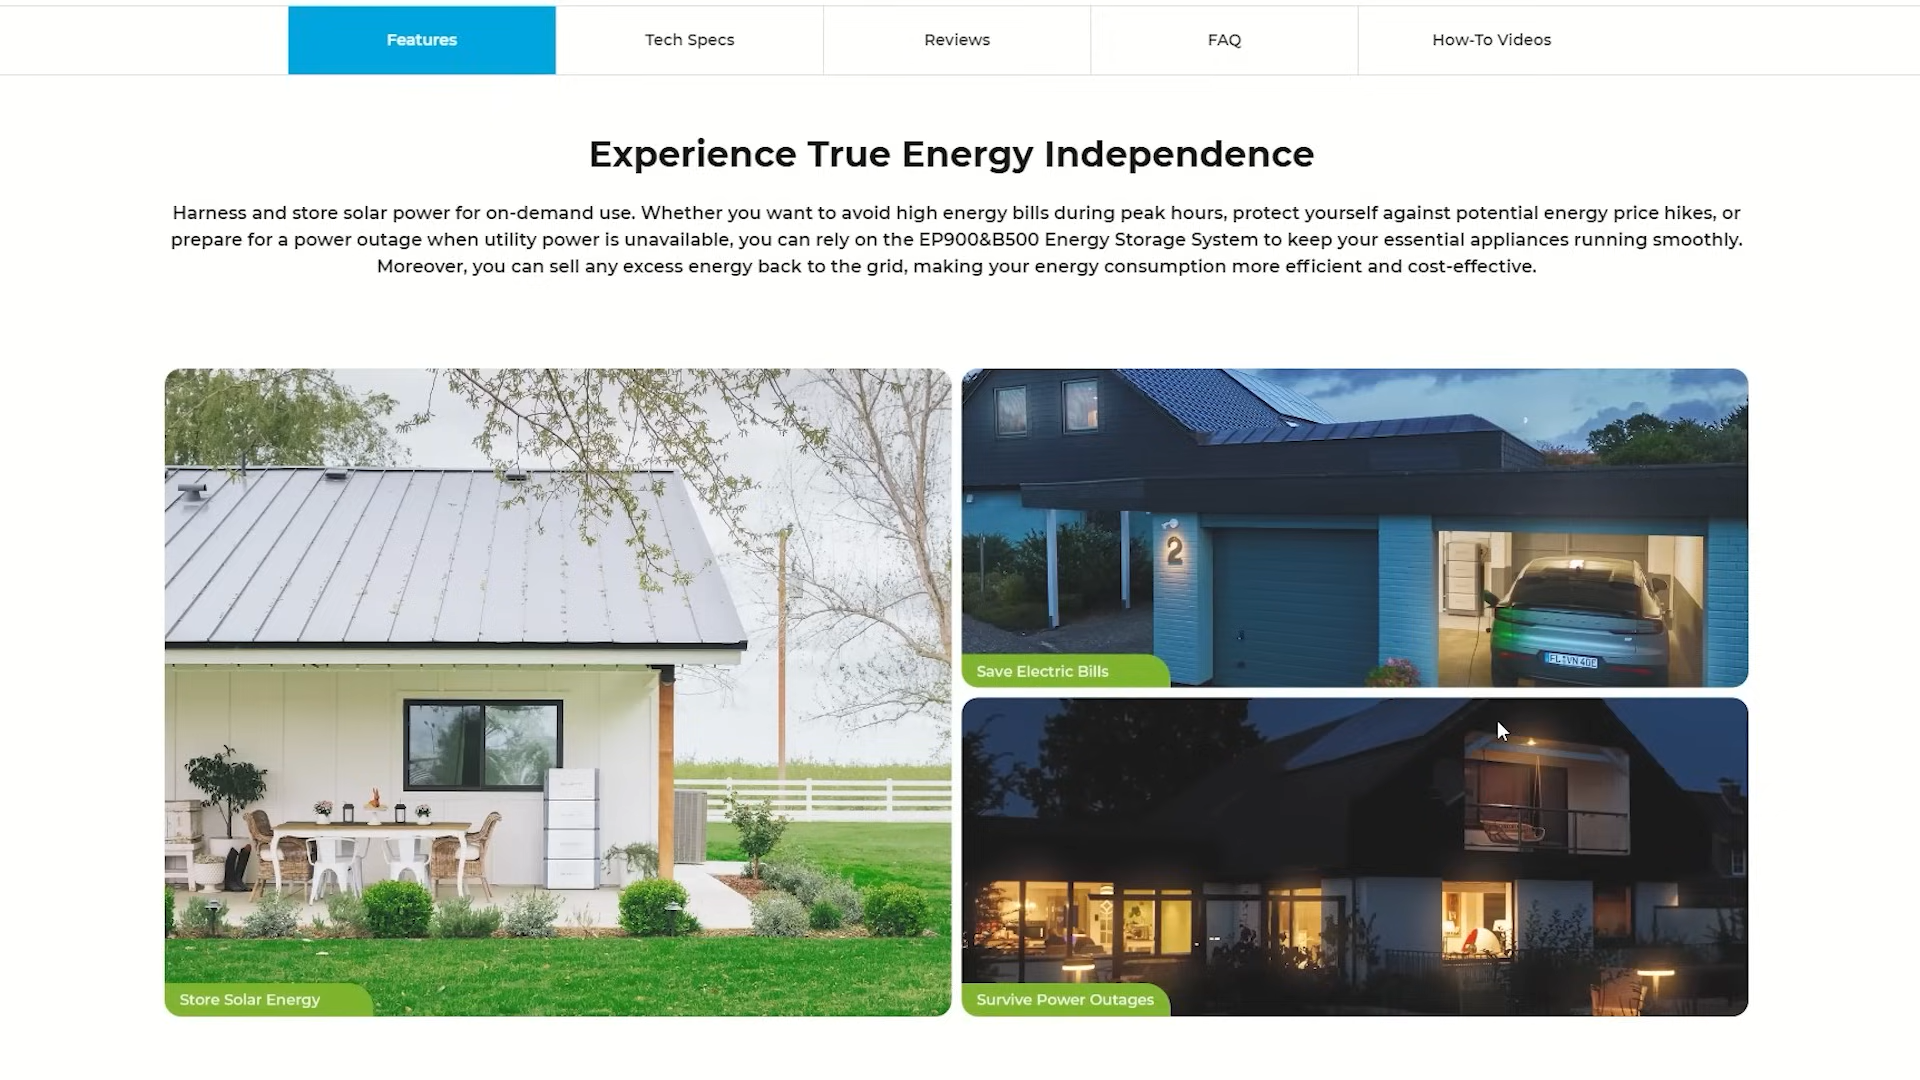 Features
Tech Specs
Reviews
FAQ
How-To Videos
Experience True Energy Independence
Harness and store solar power for on-demand use. Whether you want to avoid high energy bills during peak hours, protect yourself against potential energy price hikes, or
prepare for a power outage when utility power is unavailable, you can rely on the EP900&B500 Energy Storage System to keep your essential appliances running smoothly.
Moreover, you can sell any excess energy back to the grid, making your energy consumption more efficient and cost-effective.
2
Save Electric Bills
Store Solar Energy
Survive Power Outages